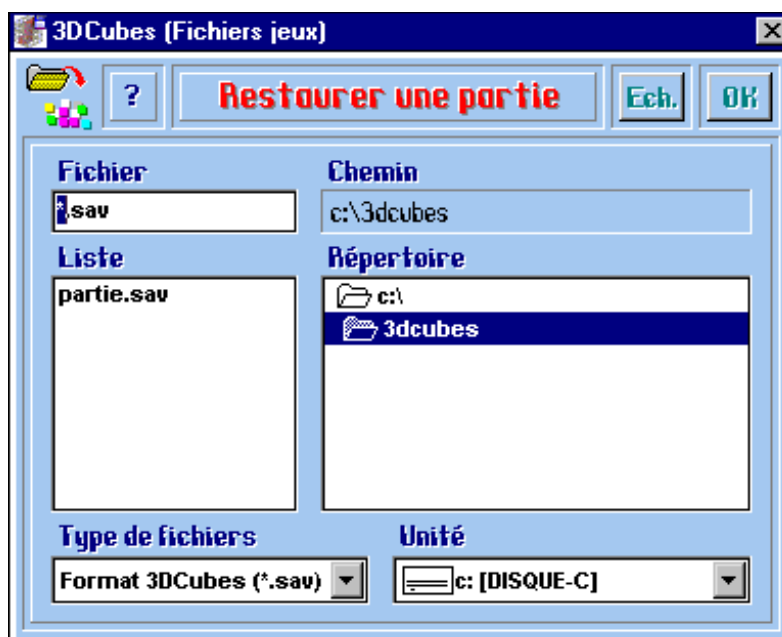 3DCubes (Fichiers jeux)
? Restaurer une partie Ech. OK
Fichier Chemin
*.sav c:\3dcubes
Liste Répertoire
partie.sav c:\
3dcubes
Type de fichiers Unité
Format 3DCubes (*.sav) c: [DISQUE-C]